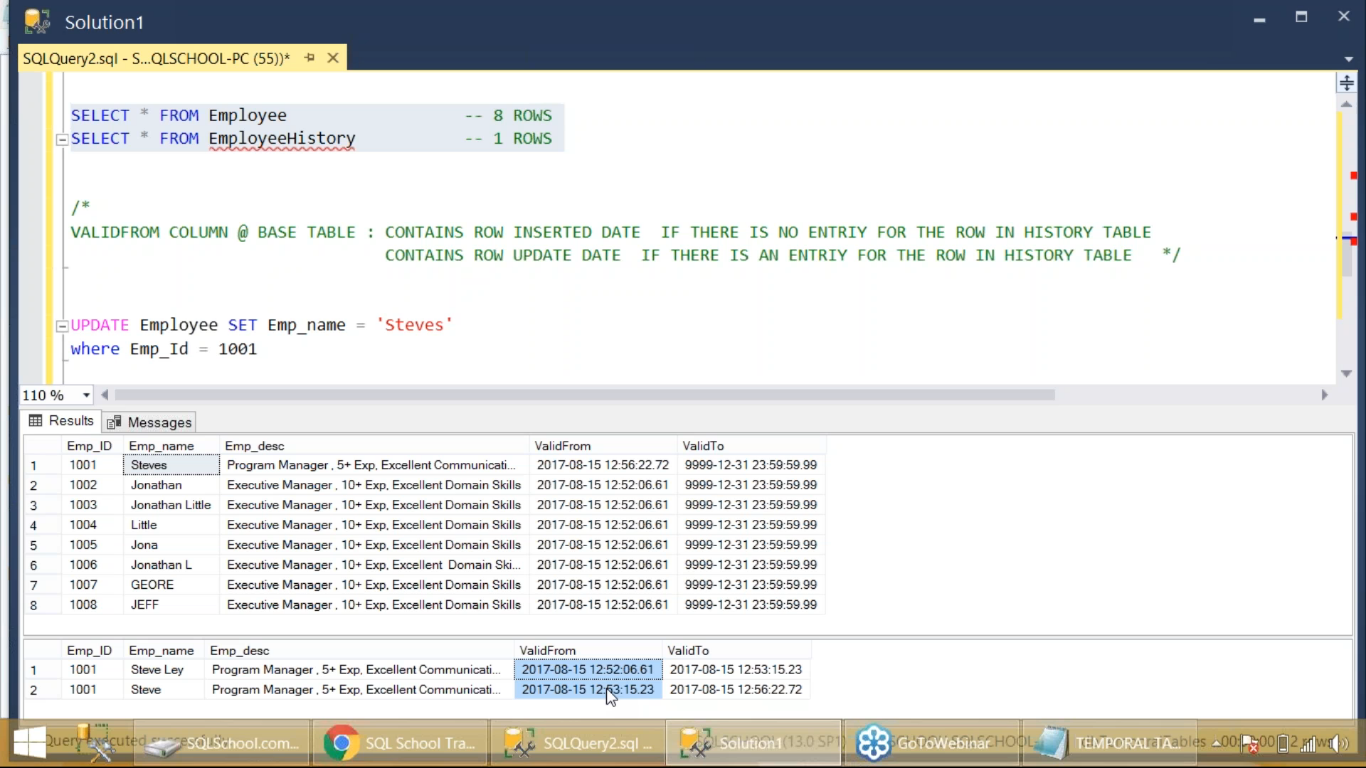 Solution1
SQLQuery2.sql - S...QLSCHOOL-PC (55))*
SELECT * FROM Employee -- 8 ROWS
SELECT * FROM EmployeeHistory -- 1 ROWS
/*
VALIDFROM COLUMN @ BASE TABLE : CONTAINS ROW INSERTED DATE IF THERE IS NO ENTRIY FOR THE ROW IN HISTORY TABLE
CONTAINS ROW UPDATE DATE IF THERE IS AN ENTRIY FOR THE ROW IN HISTORY TABLE */
UPDATE Employee SET Emp_name = 'Steves'
where Emp_Id = 1001
110 %
Results Messages
Emp_ID Emp_name Emp_desc ValidFrom ValidTo
1 1001 Steves Program Manager , 5+ Exp, Excellent Communicati... 2017-08-15 12:56:22.72 9999-12-31 23:59:59.99
2 1002 Jonathan Executive Manager , 10+ Exp, Excellent Domain Skills 2017-08-15 12:52:06.61 9999-12-31 23:59:59.99
3 1003 Jonathan Little Executive Manager , 10+ Exp, Excellent Domain Skills 2017-08-15 12:52:06.61 9999-12-31 23:59:59.99
4 1004 Little Executive Manager , 10+ Exp, Excellent Domain Skills 2017-08-15 12:52:06.61 9999-12-31 23:59:59.99
5 1005 Jona Executive Manager , 10+ Exp, Excellent Domain Skills 2017-08-15 12:52:06.61 9999-12-31 23:59:59.99
6 1006 Jonathan L Executive Manager , 10+ Exp, Excellent Domain Ski... 2017-08-15 12:52:06.61 9999-12-31 23:59:59.99
7 1007 GEORE Executive Manager , 10+ Exp, Excellent Domain Skills 2017-08-15 12:52:06.61 9999-12-31 23:59:59.99
8 1008 JEFF Executive Manager , 10+ Exp, Excellent Domain Skills 2017-08-15 12:52:06.61 9999-12-31 23:59:59.99
Emp_ID Emp_name Emp_desc ValidFrom ValidTo
1 1001 Steve Ley Program Manager , 5+ Exp, Excellent Communicati... 2017-08-15 12:52:06.61 2017-08-15 12:53:15.23
2 1001 Steve Program Manager , 5+ Exp, Excellent Communicati... 2017-08-15 12:53:15.23 2017-08-15 12:56:22.72
Query executed SQLSchool.com... SQL School Tra... SQLQuery2.sql ... Solution1 (13.0 SP1) GoToWebinar TEMPORAL TA...